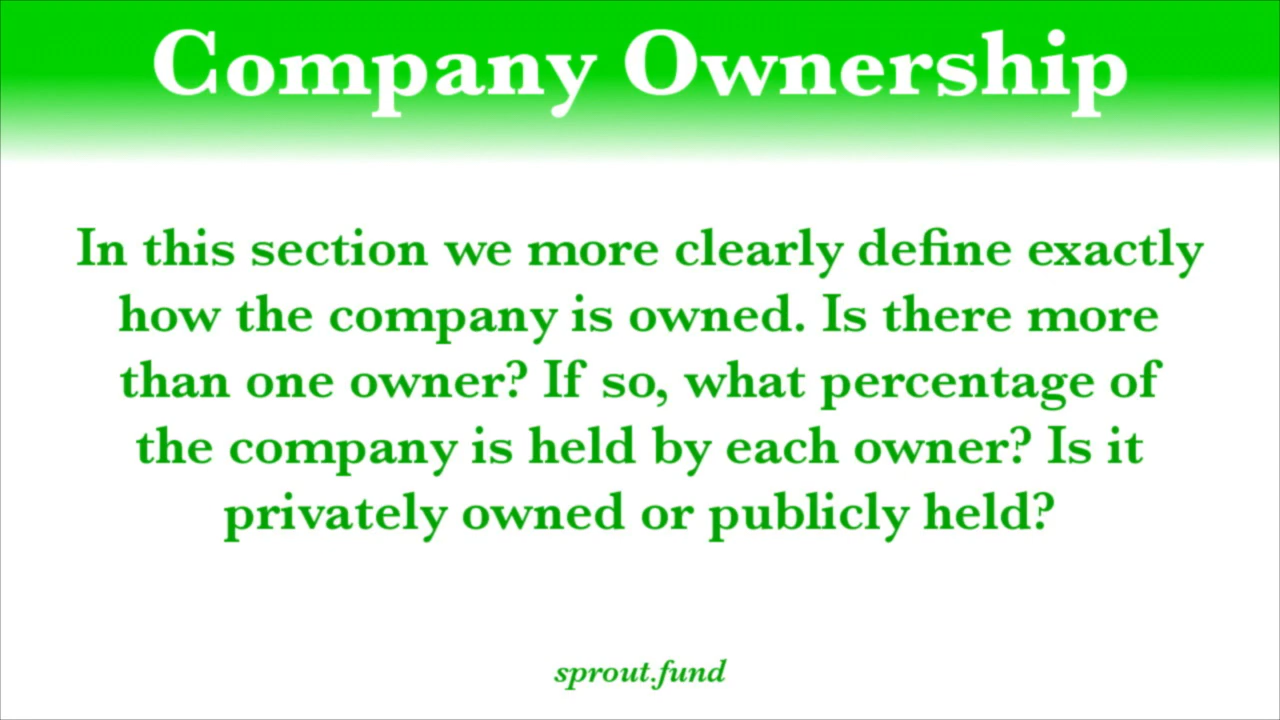 Company Ownership
In this section we more clearly define exactly
how the company is owned. Is there more
than one owner? If so, what percentage of
the company is held by each owner? Is it
privately owned or publicly held?
sprout.fund